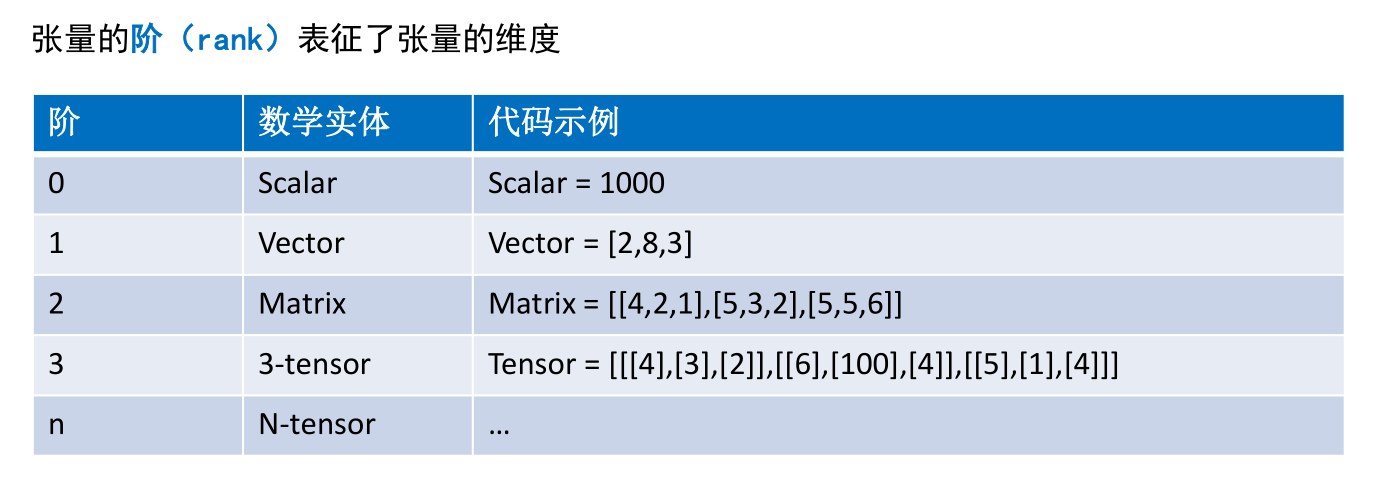 张量的阶（rank）表征了张量的维度
阶 数学实体 代码示例
0 Scalar Scalar = 1000
1 Vector Vector = [2,8,3]
2 Matrix Matrix = [[4,2,1],[5,3,2],[5,5,6]]
3 3-tensor Tensor = [[[4],[3],[2]],[[6],[100],[4]],[[5],[1],[4]]]
n N-tensor …